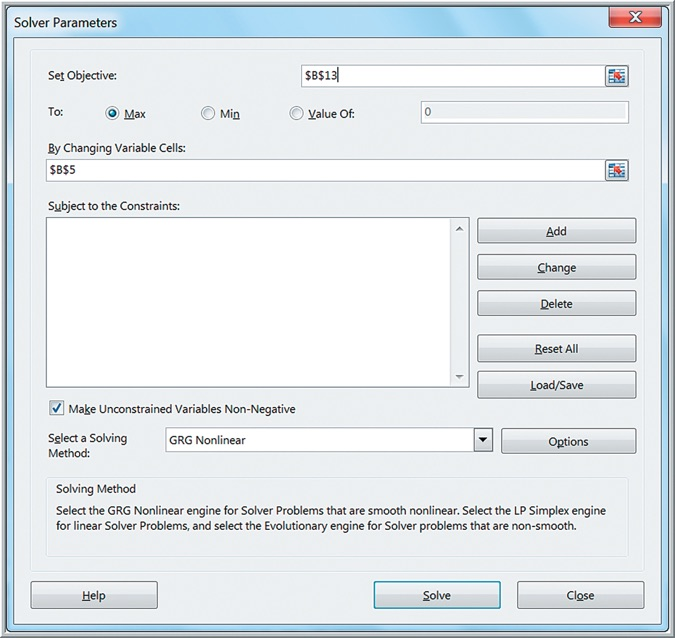 Solver Parameters
Set Objective:
$B$13
To:
Max
Min
Value Of:
0
By Changing Variable Cells:
$B$5
Subject to the Constraints:
Add
Change
Delete
Reset All
Load/Save
Make Unconstrained Variables Non-Negative
Select a Solving
Method:
GRG Nonlinear
Options
Solving Method
Select the GRG Nonlinear engine for Solver Problems that are smooth nonlinear. Select the LP Simplex engine
for linear Solver Problems, and select the Evolutionary engine for Solver problems that are non-smooth.
Help
Solve
Close